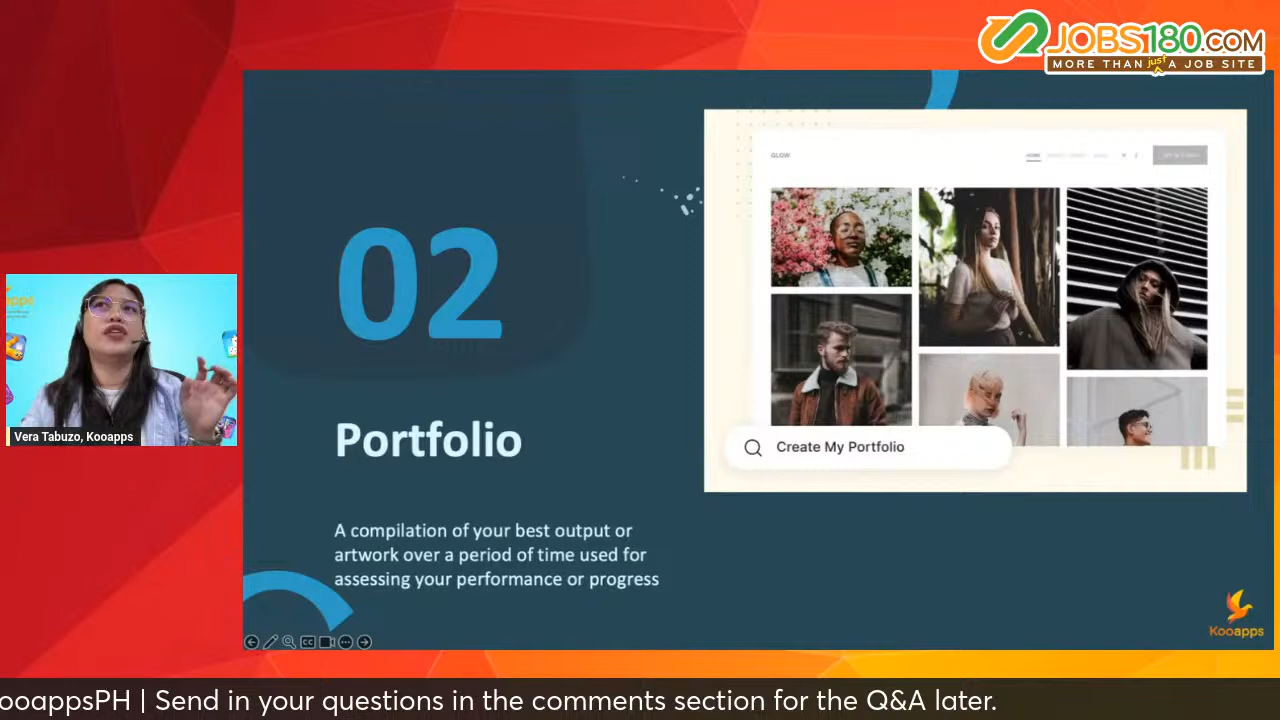 JOBS180.COM
MORE THAN just A JOB SITE
GLOW
HOME
02
Portfolio
Create My Portfolio
A compilation of your best output or
artwork over a period of time used for
assessing your performance or progress
Vera Tabuzo, Kooapps
apps
CC
Kooapps
ooappsPH | Send in your questions in the comments section for the Q&A later.